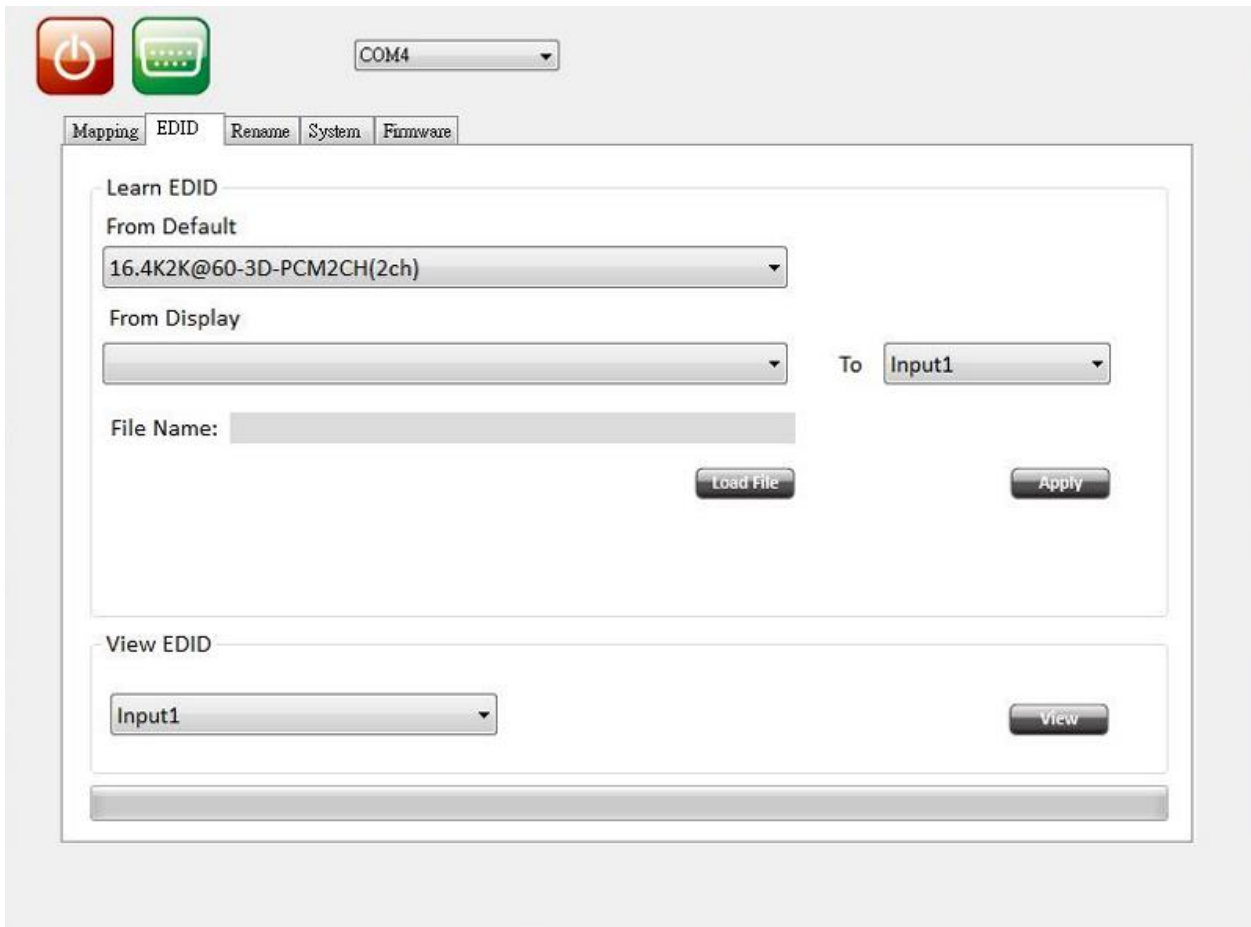 COM4
Mapping EDID Rename System Firmware
Learn EDID
From Default
16.4K2K@60-3D-PCM2CH(2ch)
From Display
To Input1
File Name:
Load File Apply
View EDID
Input1 View